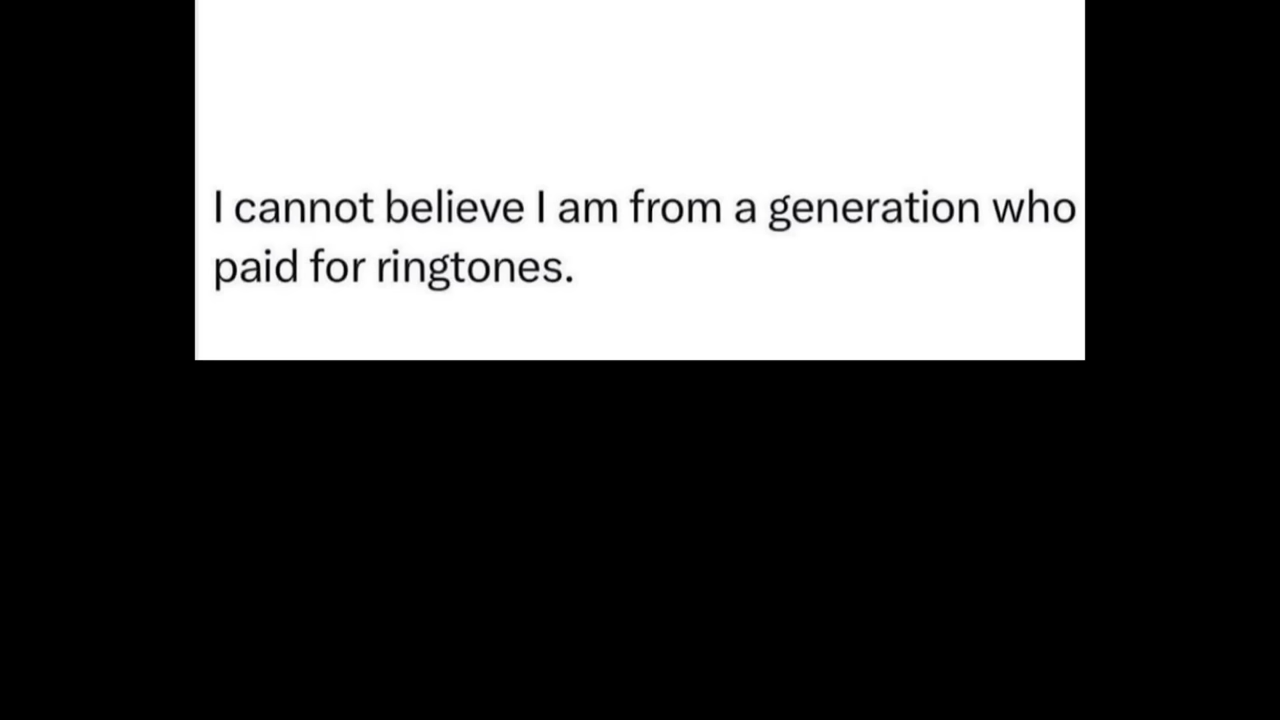 I cannot believe I am from a generation who
paid for ringtones.